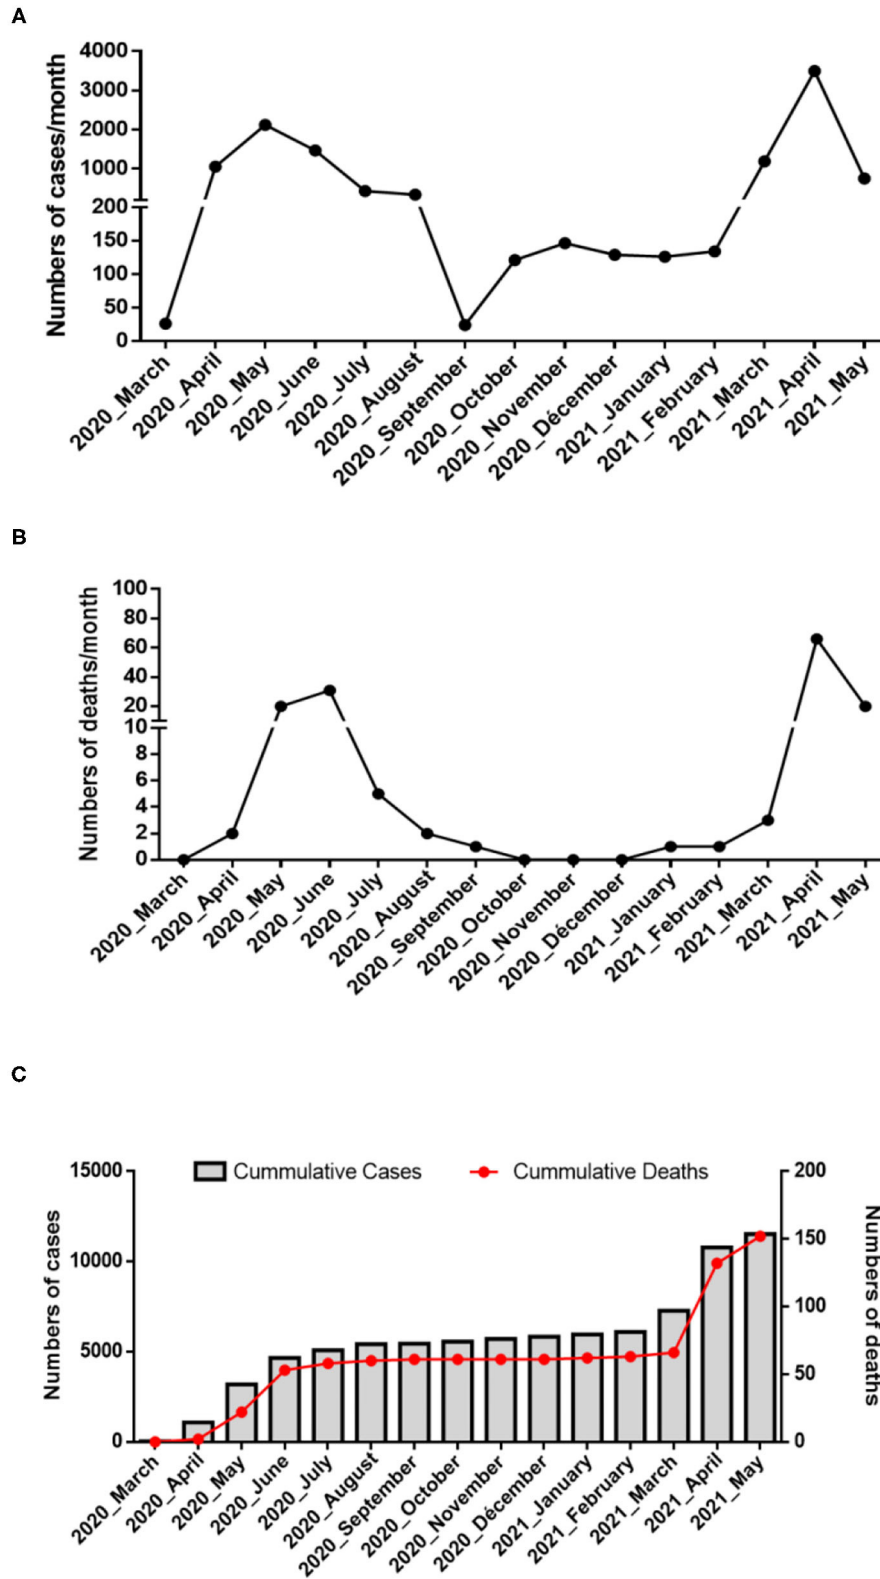 A
Numbers of cases/month
4000
3000
2000
1000
200
150
100
50
0
2020_March
2020_April
2020_May
2020_June
2020_July
2020_August
2020_September
2020_October
2020_November
2020_Décember
2021_January
2021_February
2021_March
2021_April
2021_May
B
Numbers of deaths/month
100
80
60
40
20
10
8
6
4
2
0
2020_March
2020_April
2020_May
2020_June
2020_July
2020_August
2020_September
2020_October
2020_November
2020_Décember
2021_January
2021_February
2021_March
2021_April
2021_May
C
Cummulative Cases
Cummulative Deaths
Numbers of cases
15000
10000
5000
0
200
150
100
50
0
Numbers of deaths
2020_March
2020_April
2020_May
2020_June
2020_July
2020_August
2020_September
2020_October
2020_November
2020_Décember
2021_January
2021_February
2021_March
2021_April
2021_May